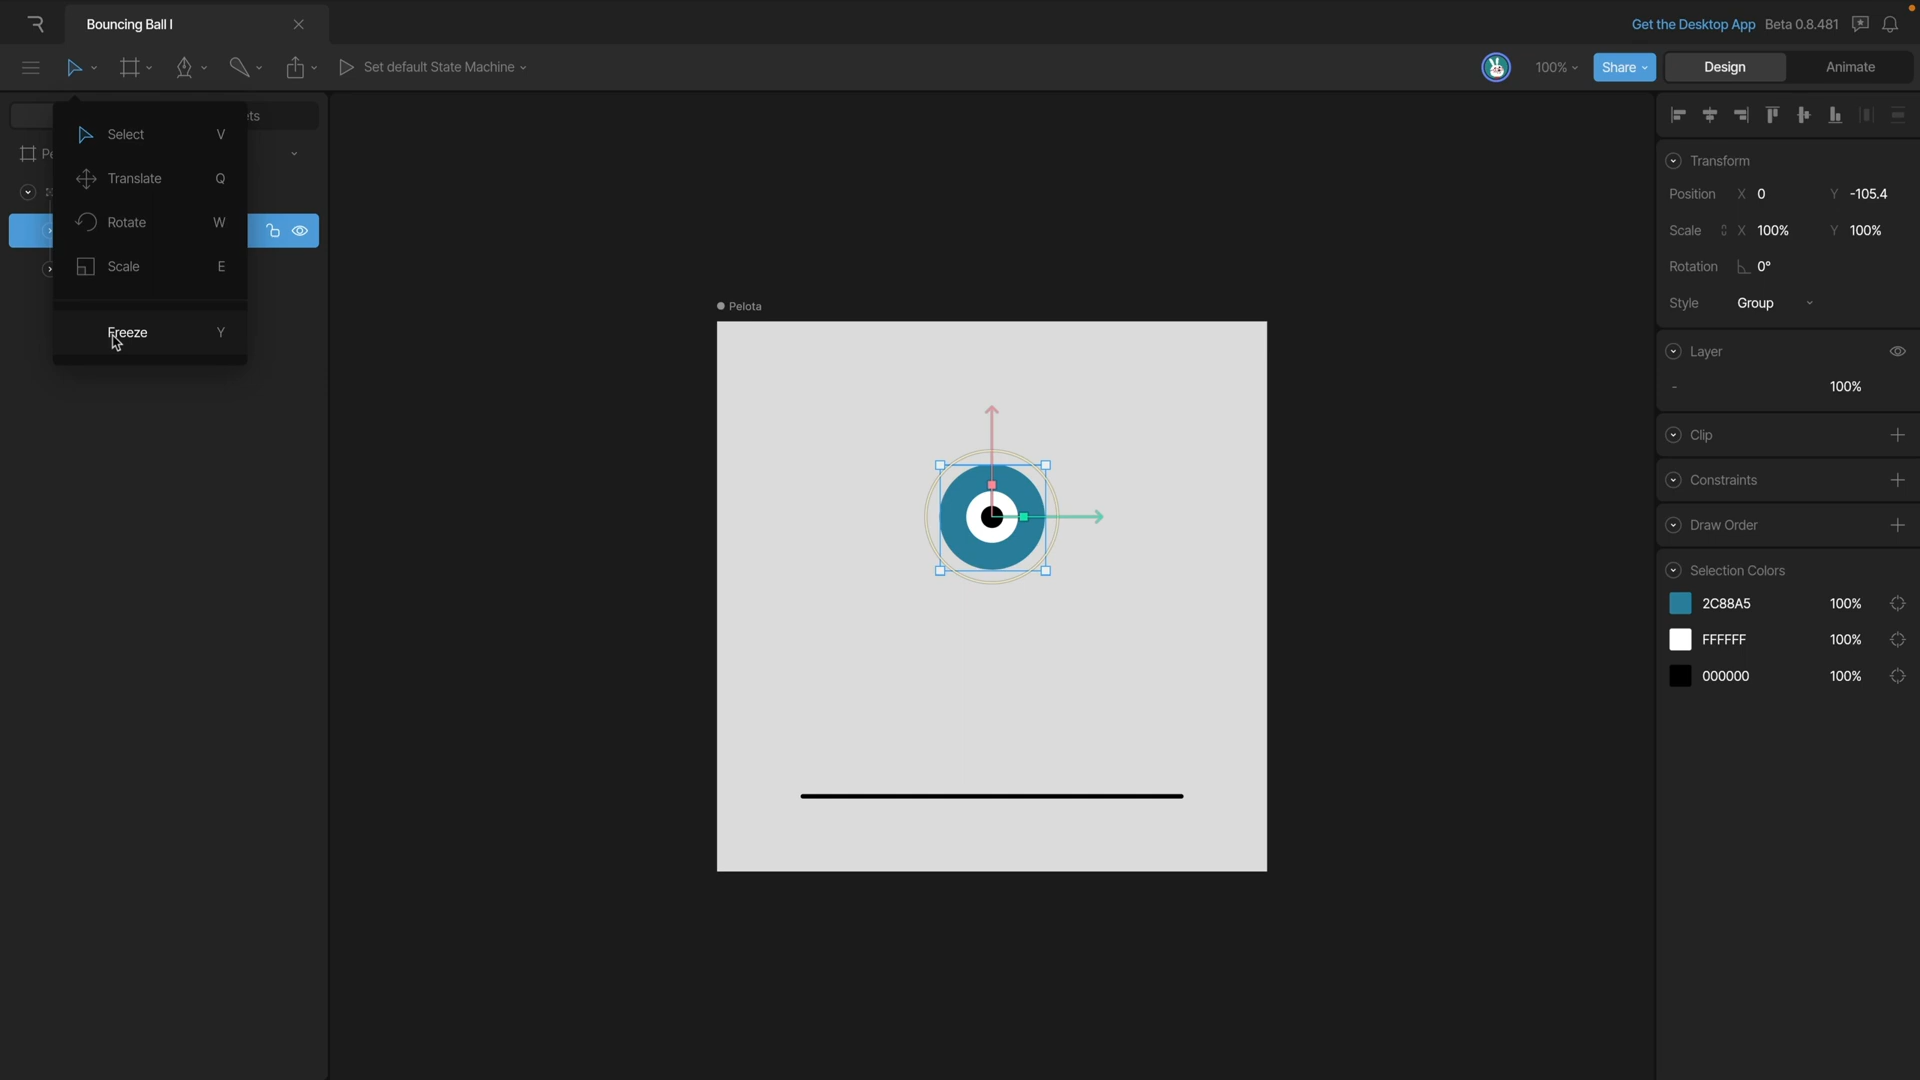 Bouncing Ball I
Get the Desktop App Beta 0.8.481
Set default State Machine
100%
Share
Design
Animate
Select V
Translate Q
Rotate W
Scale E
Freeze Y
ets
Pe
Pelota
Transform
Position X 0 Y -105.4
Scale X 100% Y 100%
Rotation 0°
Style Group
Layer
- 100%
Clip
Constraints
Draw Order
Selection Colors
2C88A5 100%
FFFFFF 100%
000000 100%